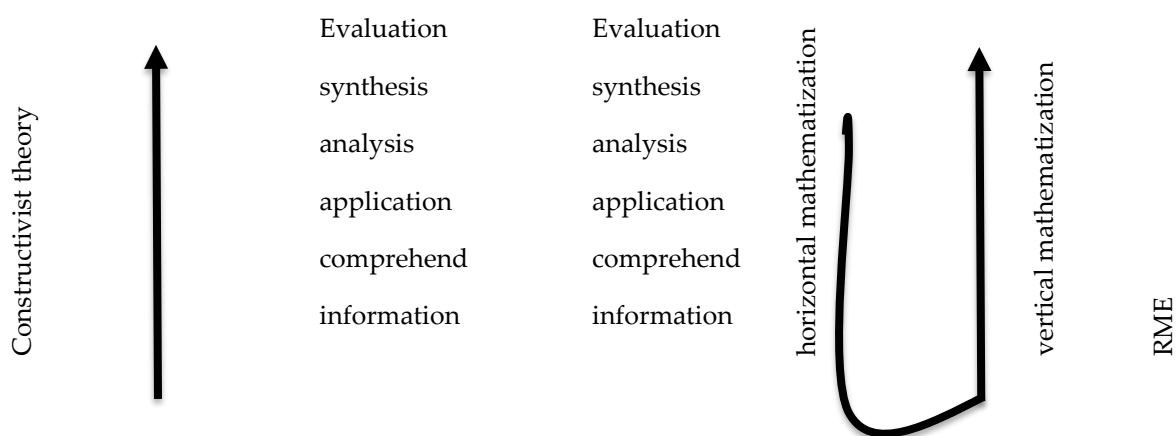 Constructivist theory
Evaluation
synthesis
analysis
application
comprehend
information
Evaluation
synthesis
analysis
application
comprehend
information
horizontal mathematization
vertical mathematization
RME